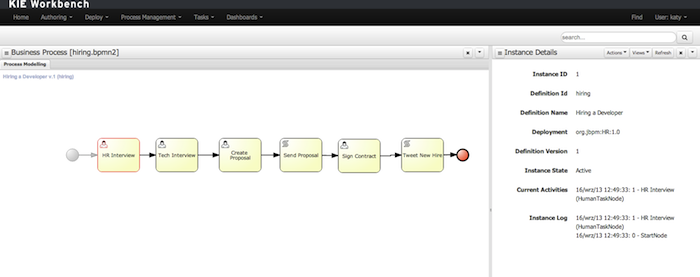 KIE Workbench
Home Authoring Deploy Process Management Tasks Dashboards Find User: katy
search...
Business Process [hiring.bpmn2]
Process Modelling
Hiring a Developer v.1 (hiring)
HR Interview
Tech Interview
Create
Proposal
Send Proposal
Sign Contract
Tweet New Hire
Instance Details Actions Views Refresh
Instance ID 1
Definition Id hiring
Definition Name Hiring a Developer
Deployment org.jbpm:HR:1.0
Definition Version 1
Instance State Active
Current Activities 16/wrz/13 12:49:33: 1 - HR Interview
(HumanTaskNode)
Instance Log 16/wrz/13 12:49:33: 1 - HR Interview
(HumanTaskNode)
16/wrz/13 12:49:33: 0 - StartNode